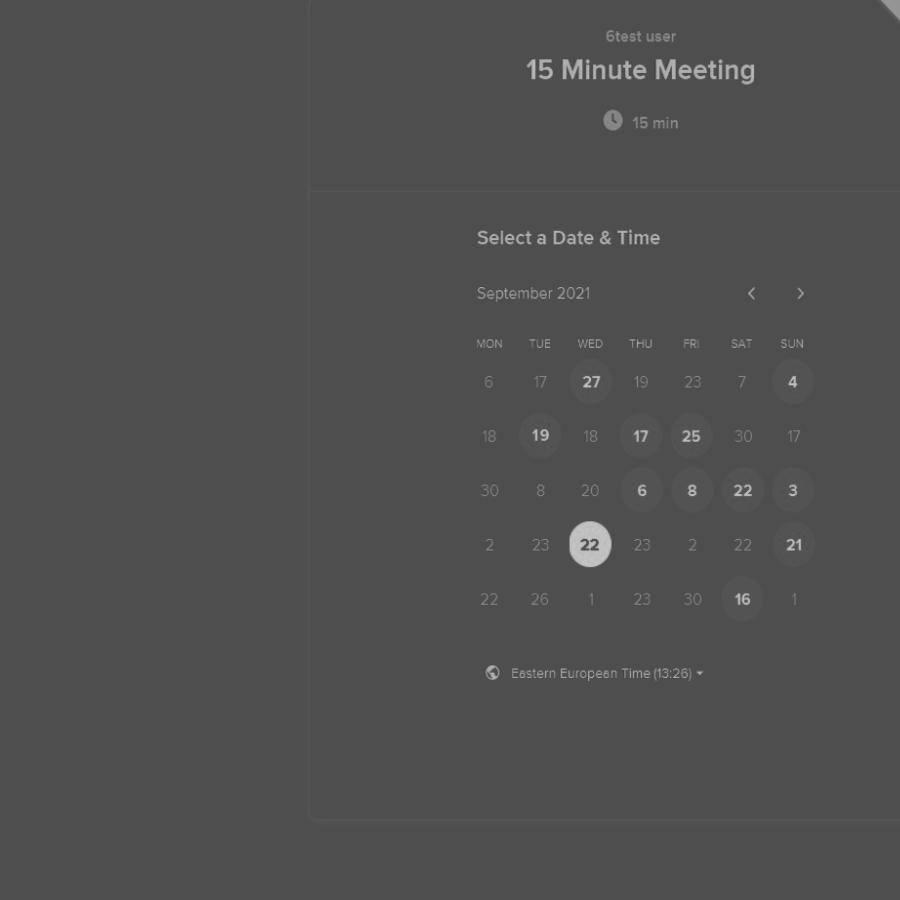 6test user
15 Minute Meeting
15 min
Select a Date & Time
September 2021
MON TUE WED THU FRI SAT SUN
6 17 27 19 23 7 4
18 19 18 17 25 30 17
30 8 20 6 8 22 3
2 23 22 23 2 22 21
22 26 1 23 30 16 1
Eastern European Time (13:26)